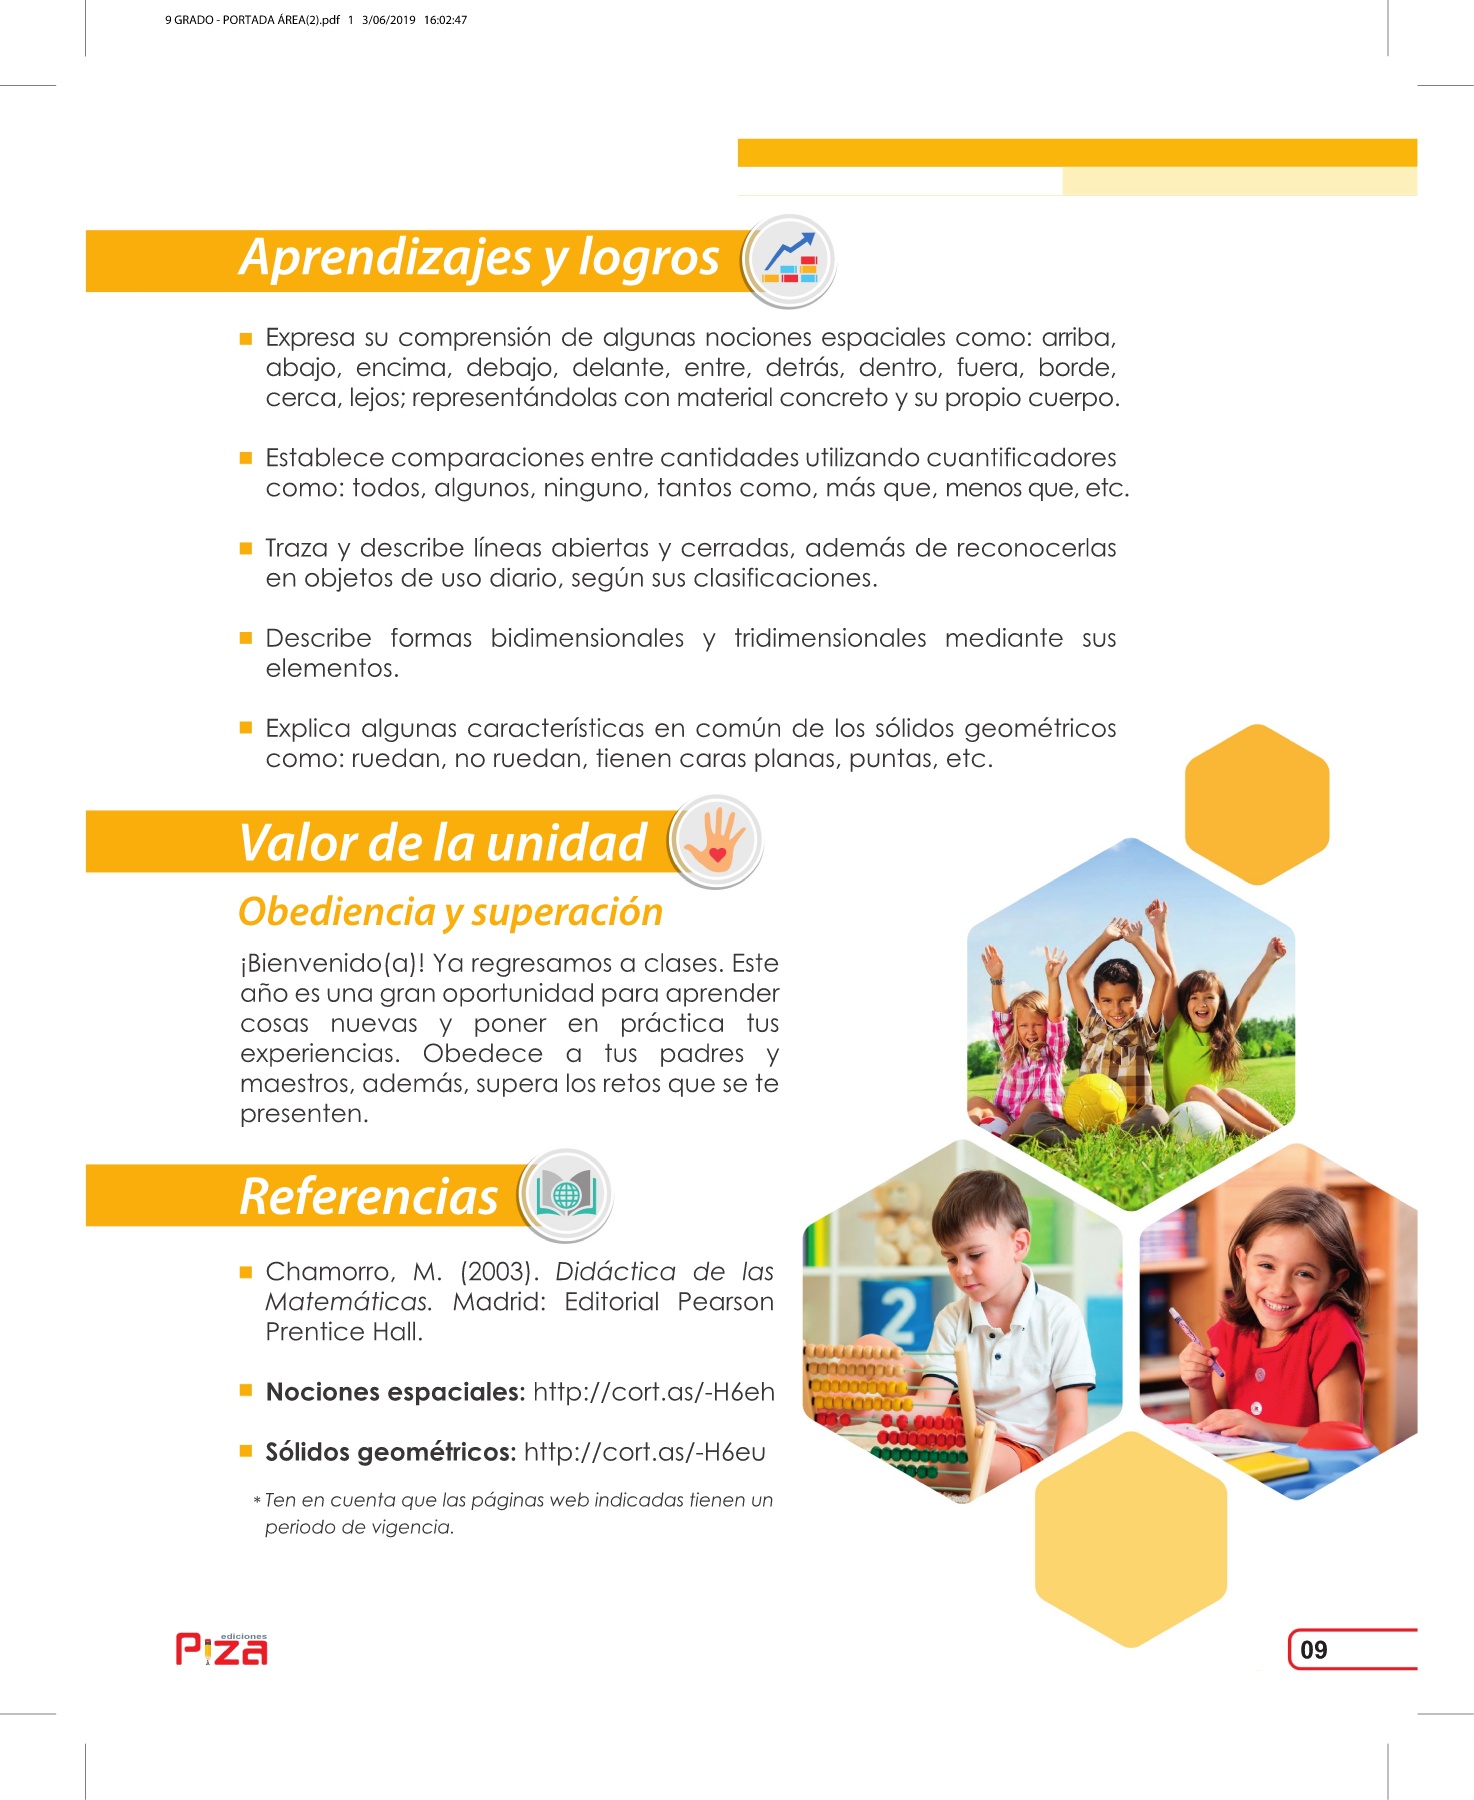 9 GRADO - PORTADA ÁREA(2).pdf 1 3/06/2019 16:02:47
Aprendizajes y logros
Expresa su comprensión de algunas nociones espaciales como: arriba,
abajo, encima, debajo, delante, entre, detrás, dentro, fuera, borde,
cerca, lejos; representándolas con material concreto y su propio cuerpo.
Establece comparaciones entre cantidades utilizando cuantificadores
como: todos, algunos, ninguno, tantos como, más que, menos que, etc.
Traza y describe líneas abiertas y cerradas, además de reconocerlas
en objetos de uso diario, según sus clasificaciones.
Describe formas bidimensionales y tridimensionales mediante sus
elementos.
Explica algunas características en común de los sólidos geométricos
como: ruedan, no ruedan, tienen caras planas, puntas, etc.
Valor de la unidad
Obediencia y superación
¡Bienvenido(a)! Ya regresamos a clases. Este
año es una gran oportunidad para aprender
cosas nuevas y poner en práctica tus
experiencias. Obedece a tus padres y
maestros, además, supera los retos que se te
presenten.
Referencias
Chamorro, M. (2003). Didáctica de las
Matemáticas. Madrid: Editorial Pearson
Prentice Hall.
Nociones espaciales: http://cort.as/-H6eh
Sólidos geométricos: http://cort.as/-H6eu
* Ten en cuenta que las páginas web indicadas tienen un
periodo de vigencia.
2
ediciones
Piza
09